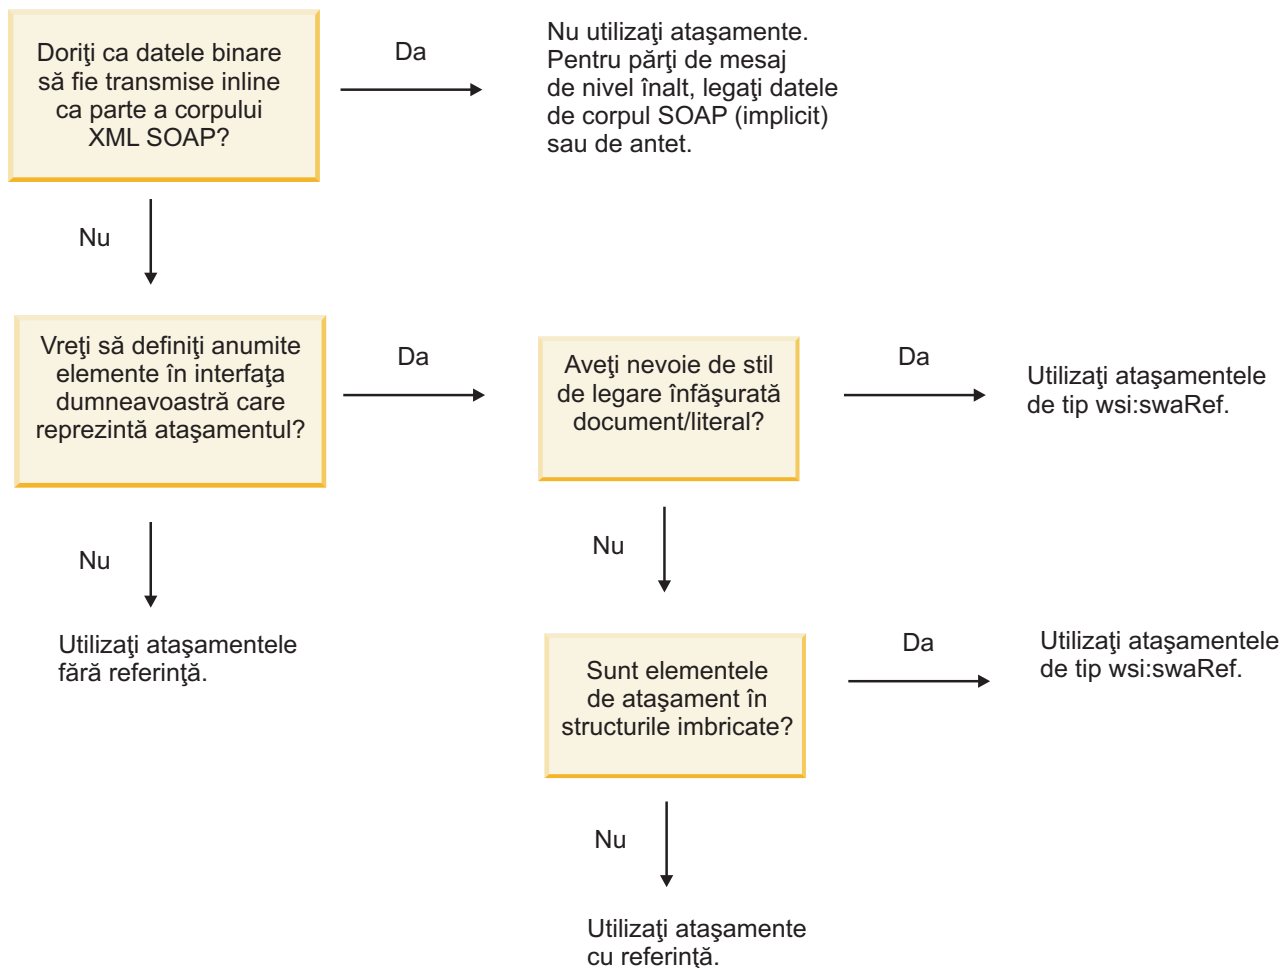 Doriţi ca datele binare
să fie transmise inline
ca parte a corpului
XML SOAP?
Da
Nu utilizaţi ataşamente.
Pentru părţi de mesaj
de nivel înalt, legaţi datele
de corpul SOAP (implicit)
sau de antet.
Nu
Vreţi să definiţi anumite
elemente în interfaţa
dumneavoastră care
reprezintă ataşamentul?
Da
Aveţi nevoie de stil
de legare înfăşurată
document/literal?
Da
Utilizaţi ataşamentele
de tip wsi:swaRef.
Nu
Utilizaţi ataşamentele
fără referinţă.
Nu
Sunt elementele
de ataşament în
structurile imbricate?
Da
Utilizaţi ataşamentele
de tip wsi:swaRef.
Nu
Utilizaţi ataşamente
cu referinţă.